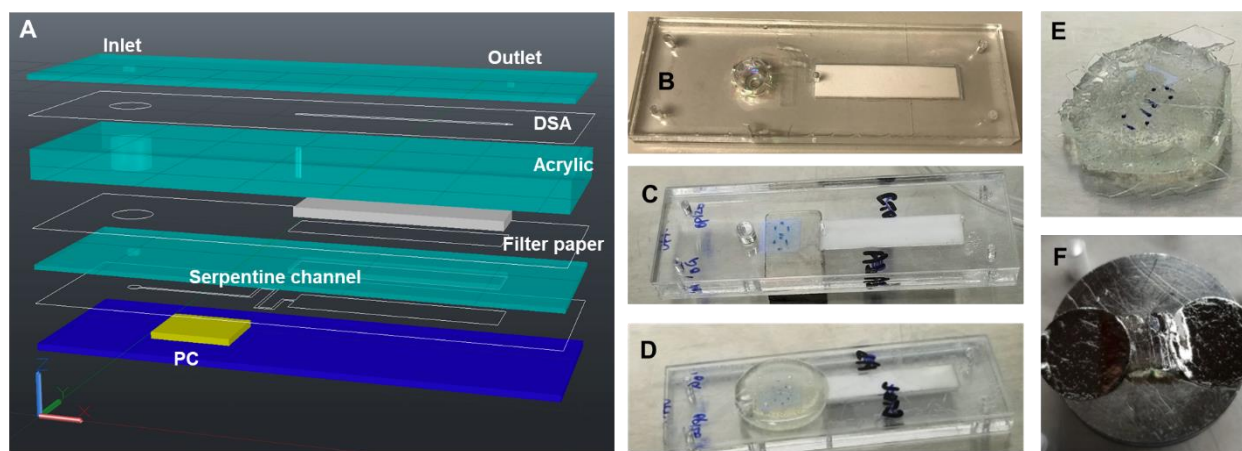 A
Inlet
Outlet
DSA
Acrylic
Filter paper
Serpentine channel
PC
Z
Y
X
B
C
D
E
F